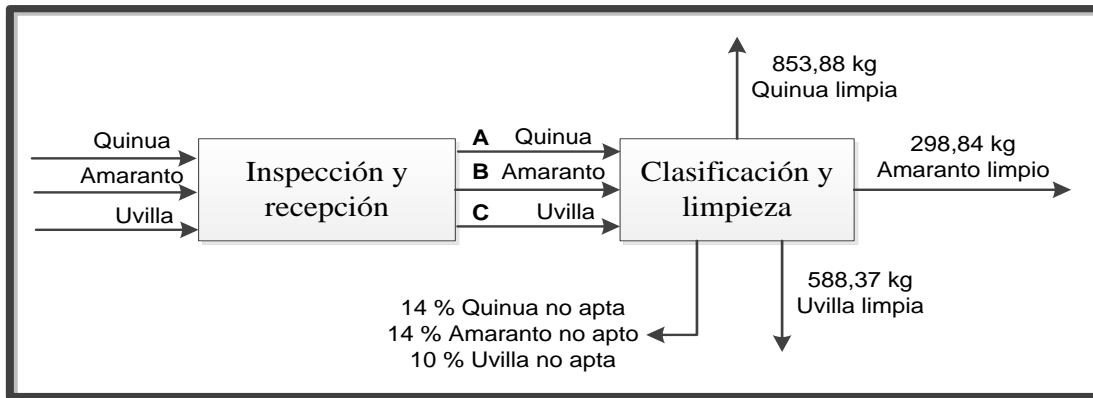 853,88 kg
Quinua limpia
Quinua
Amaranto
Uvilla
Inspección y
recepción
A Quinua
B Amaranto
C Uvilla
Clasificación y
limpieza
298,84 kg
Amaranto limpio
14 % Quinua no apta
14 % Amaranto no apto
10 % Uvilla no apta
588,37 kg
Uvilla limpia